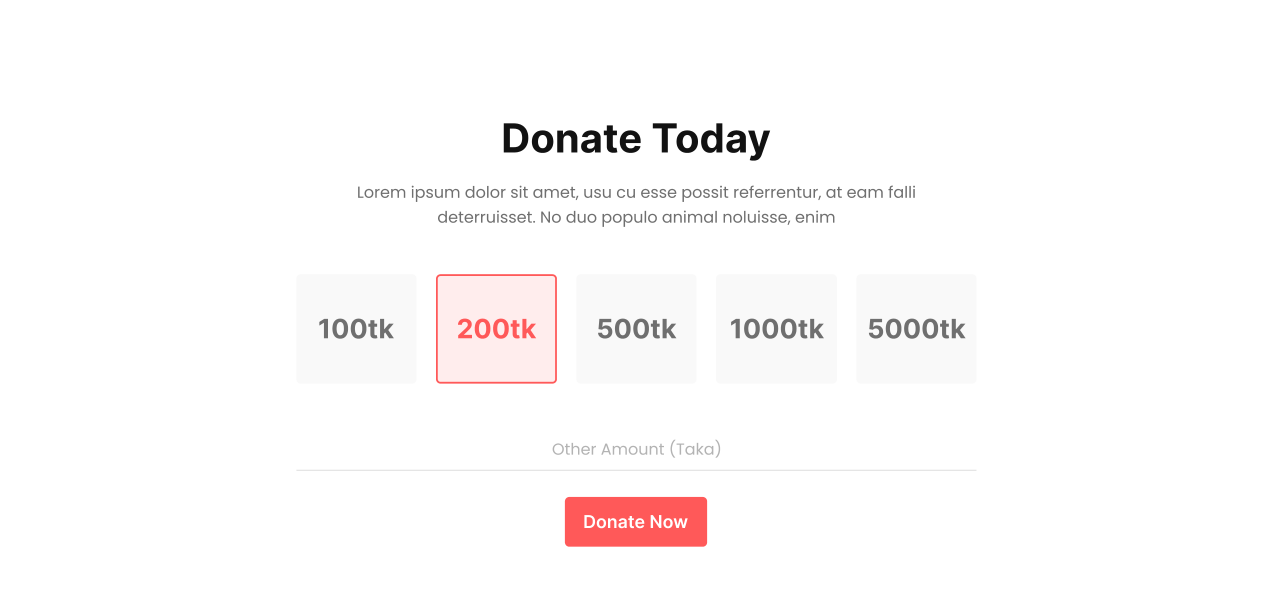 Donate Today
Lorem ipsum dolor sit amet, usu cu esse possit referrentur, at eam falli
deterruisset. No duo populo animal noluisse, enim
100tk 200tk 500tk 1000tk 5000tk
Other Amount (Taka)
Donate Now